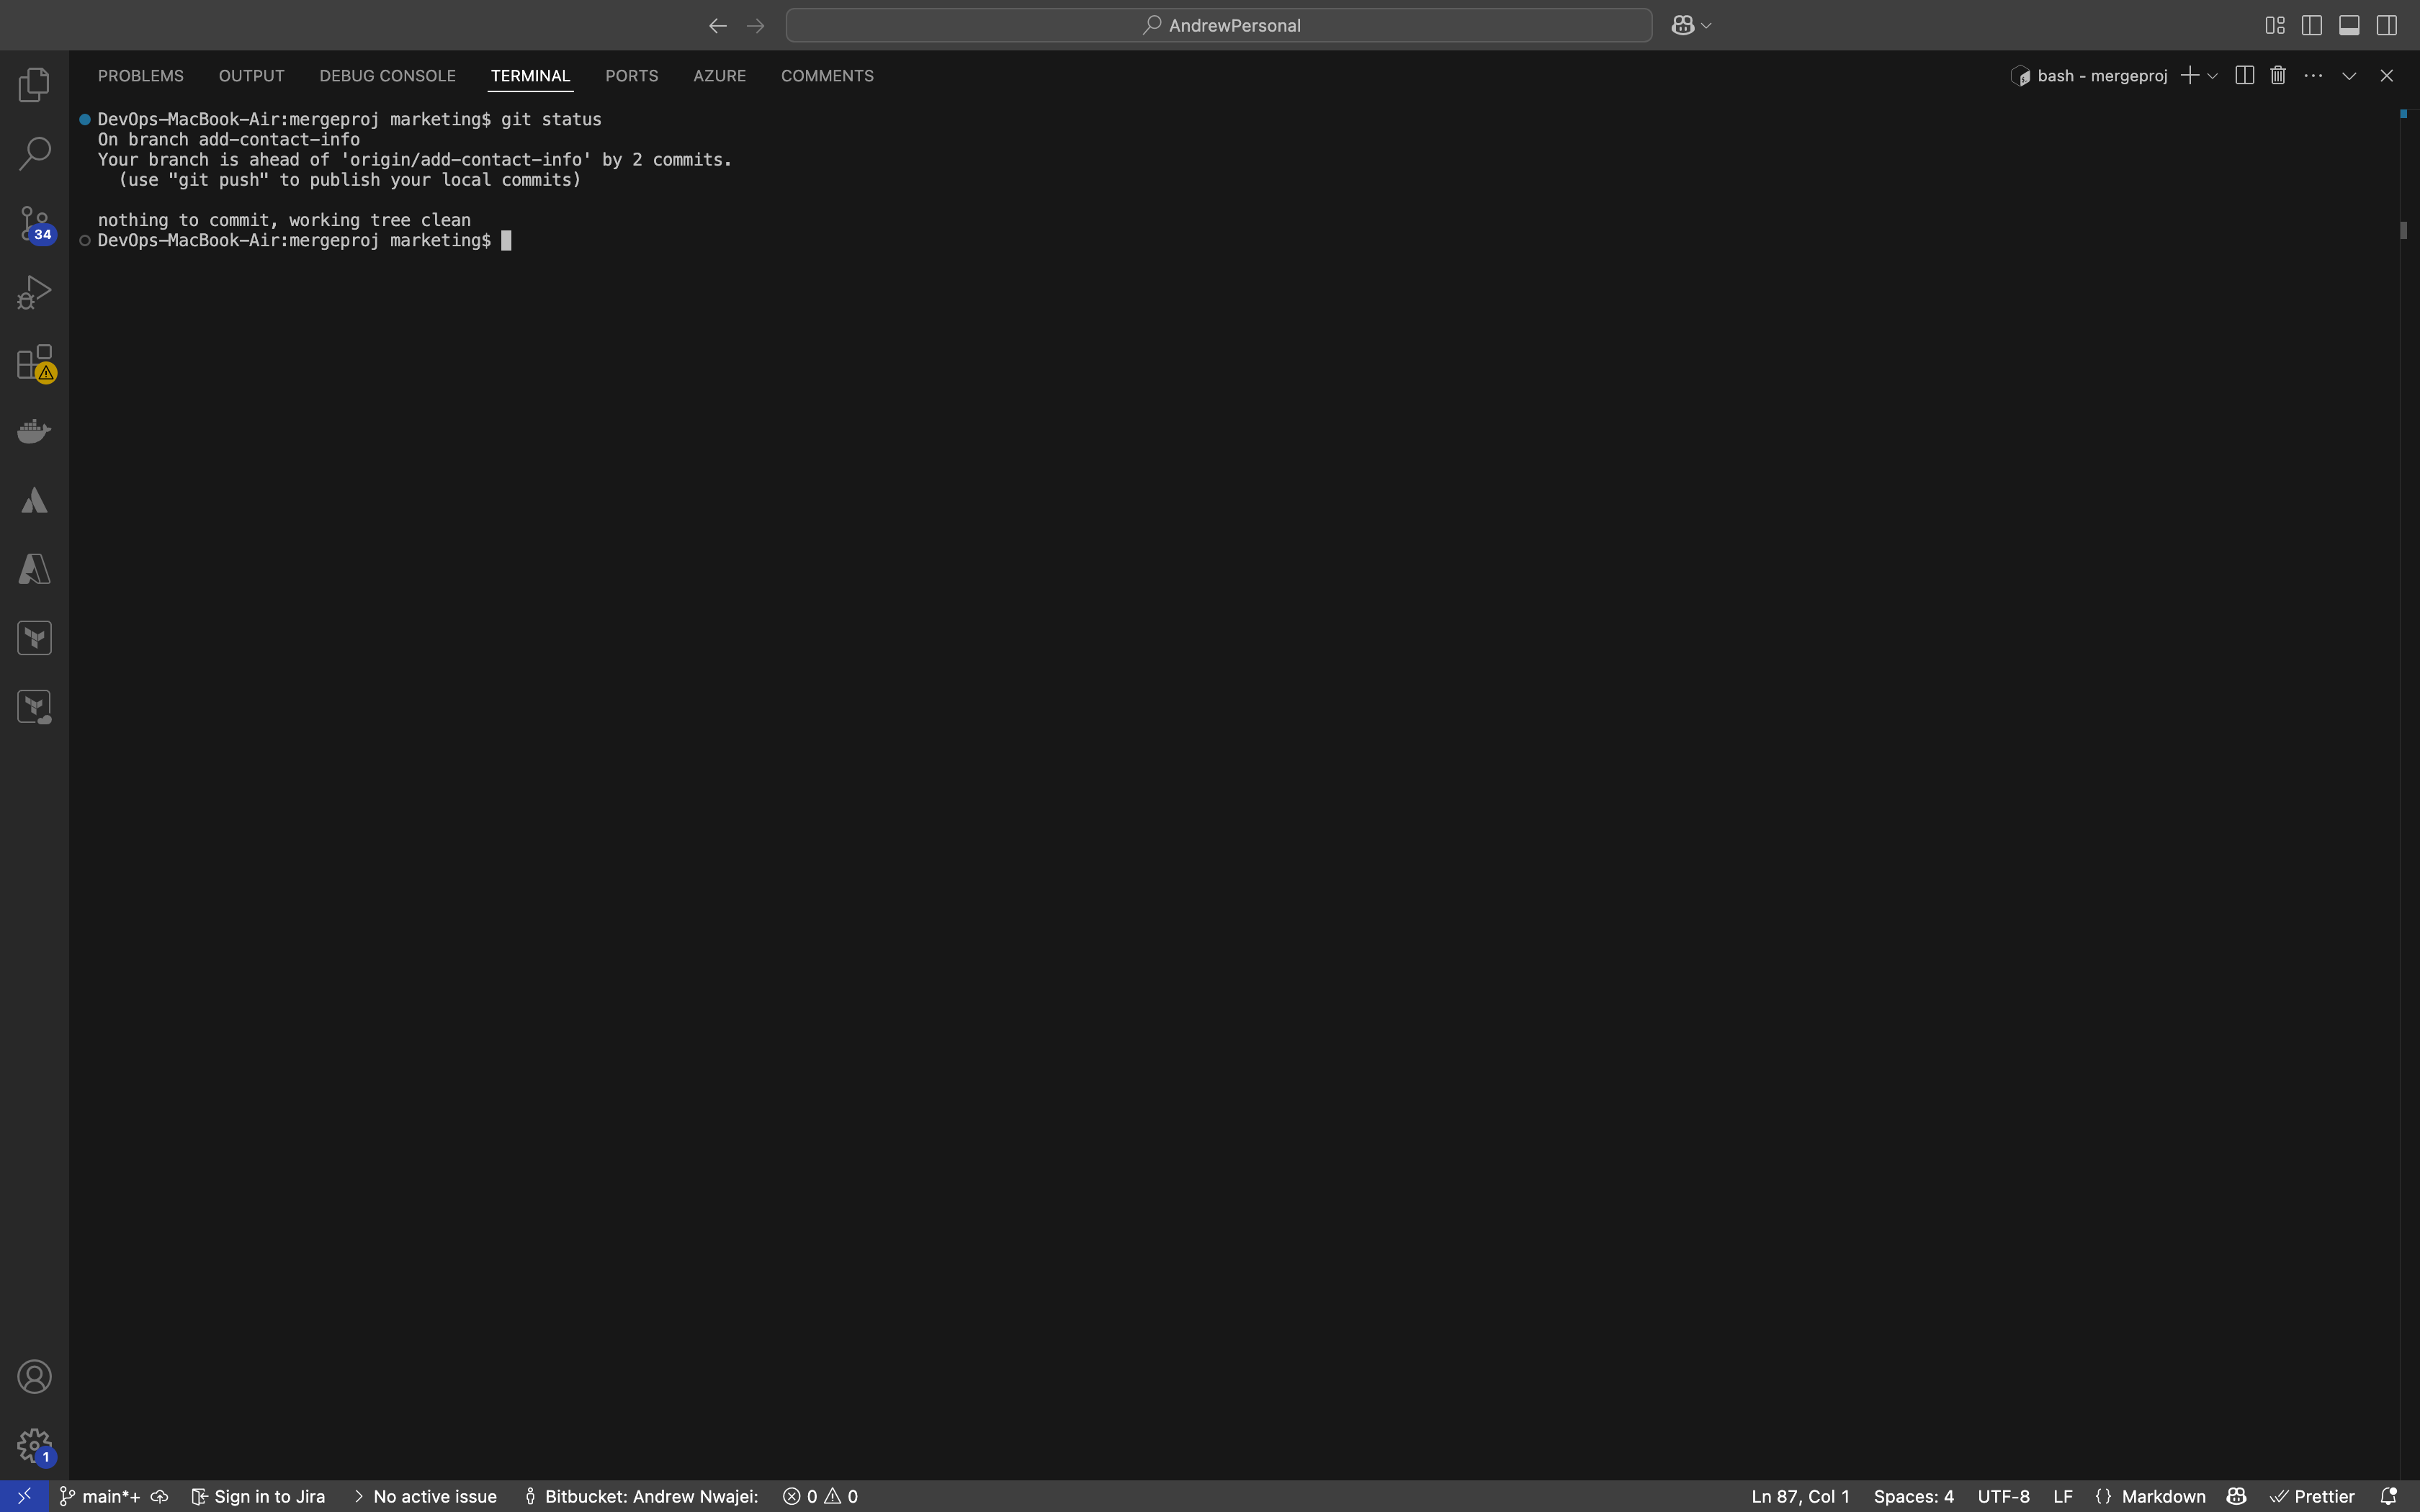 AndrewPersonal
PROBLEMS OUTPUT DEBUG CONSOLE TERMINAL PORTS AZURE COMMENTS
bash - mergeproj
DevOps-MacBook-Air:mergeproj marketing$ git status
On branch add-contact-info
Your branch is ahead of 'origin/add-contact-info' by 2 commits.
(use "git push" to publish your local commits)
nothing to commit, working tree clean
DevOps-MacBook-Air:mergeproj marketing$
34
1
main*+ Sign in to Jira No active issue Bitbucket: Andrew Nwajei: 0 0 Ln 87, Col 1 Spaces: 4 UTF-8 LF {} Markdown Prettier